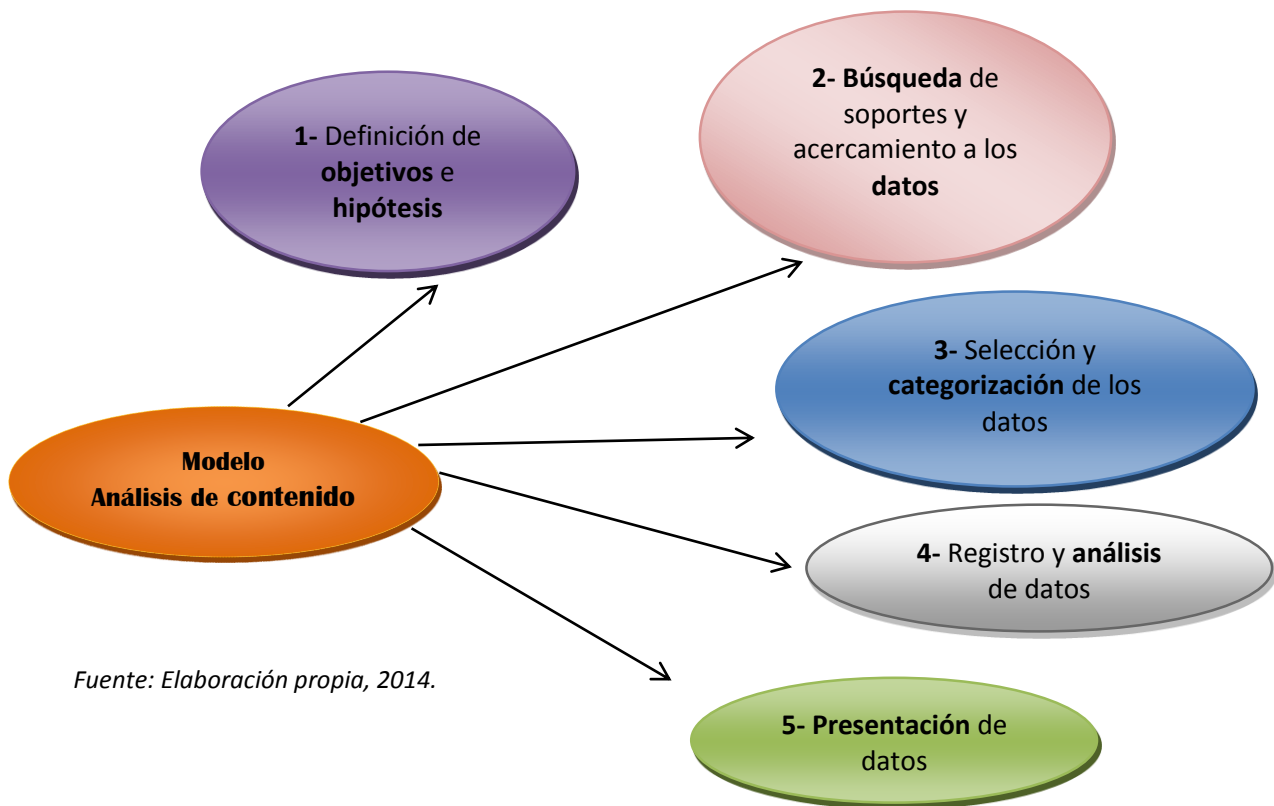 1- Definición de
objetivos e
hipótesis
2- Búsqueda de
soportes y
acercamiento a los
datos
3- Selección y
categorización de los
datos
Modelo
Análisis de contenido
4- Registro y análisis
de datos
Fuente: Elaboración propia, 2014.
5- Presentación de
datos